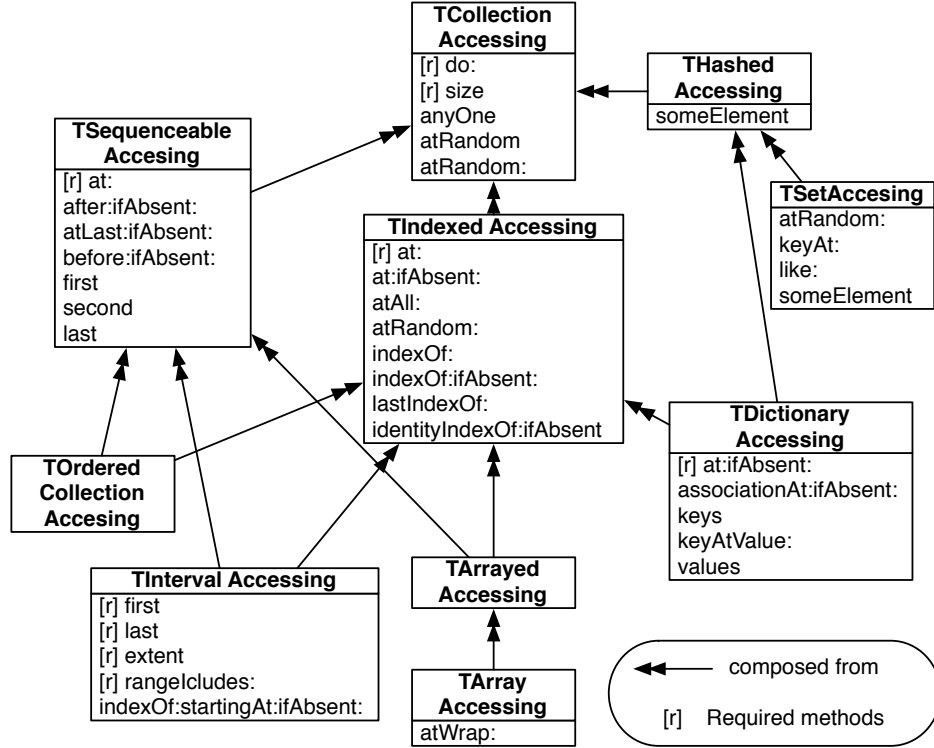 TCollection
Accessing
[r] do:
[r] size
anyOne
atRandom
atRandom:
THashed
Accessing
someElement
TSequenceable
Accesing
[r] at:
after:ifAbsent:
atLast:ifAbsent:
before:ifAbsent:
first
second
last
TSetAccesing
atRandom:
keyAt:
like:
someElement
TIndexed Accessing
[r] at:
at:ifAbsent:
atAll:
atRandom:
indexOf:
indexOf:ifAbsent:
lastIndexOf:
identityIndexOf:ifAbsent
TDictionary
Accessing
[r] at:ifAbsent:
associationAt:ifAbsent:
keys
keyAtValue:
values
TOrdered
Collection
Accesing
TInterval Accessing
[r] first
[r] last
[r] extent
[r] rangeIcludes:
indexOf:startingAt:ifAbsent:
TArrayed
Accessing
TArray
Accessing
atWrap:
composed from
[r] Required methods